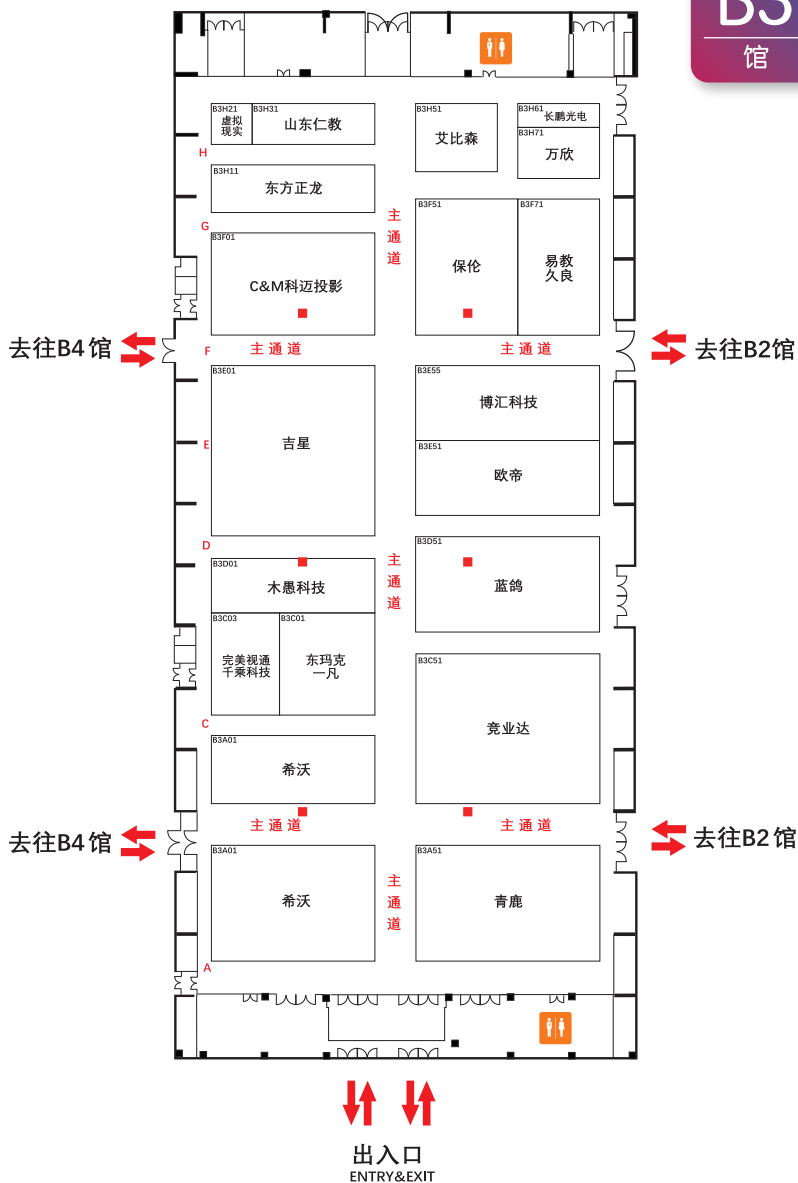 B3
馆
B3H21
虚拟
现实
B3H31
山东仁教
B3H51
艾比森
B3H61
长鹏光电
B3H71
万欣
H
B3H11
东方正龙
G
主
通
道
B3F01
C&M科迈投影
B3F51
保伦
B3F71
易教
久良
去往B4馆
F
主通道
主通道
去往B2馆
B3E01
吉星
B3E55
博汇科技
E
B3E51
欧帝
D
B3D01
木愚科技
主
通
道
B3D51
蓝鸽
B3C03
完美视通
千乘科技
B3C01
东玛克
一凡
B3C51
竞业达
C
B3A01
希沃
去往B4馆
主通道
主通道
去往B2馆
B3A01
希沃
主
通
道
B3A51
青鹿
A
出入口
ENTRY&EXIT